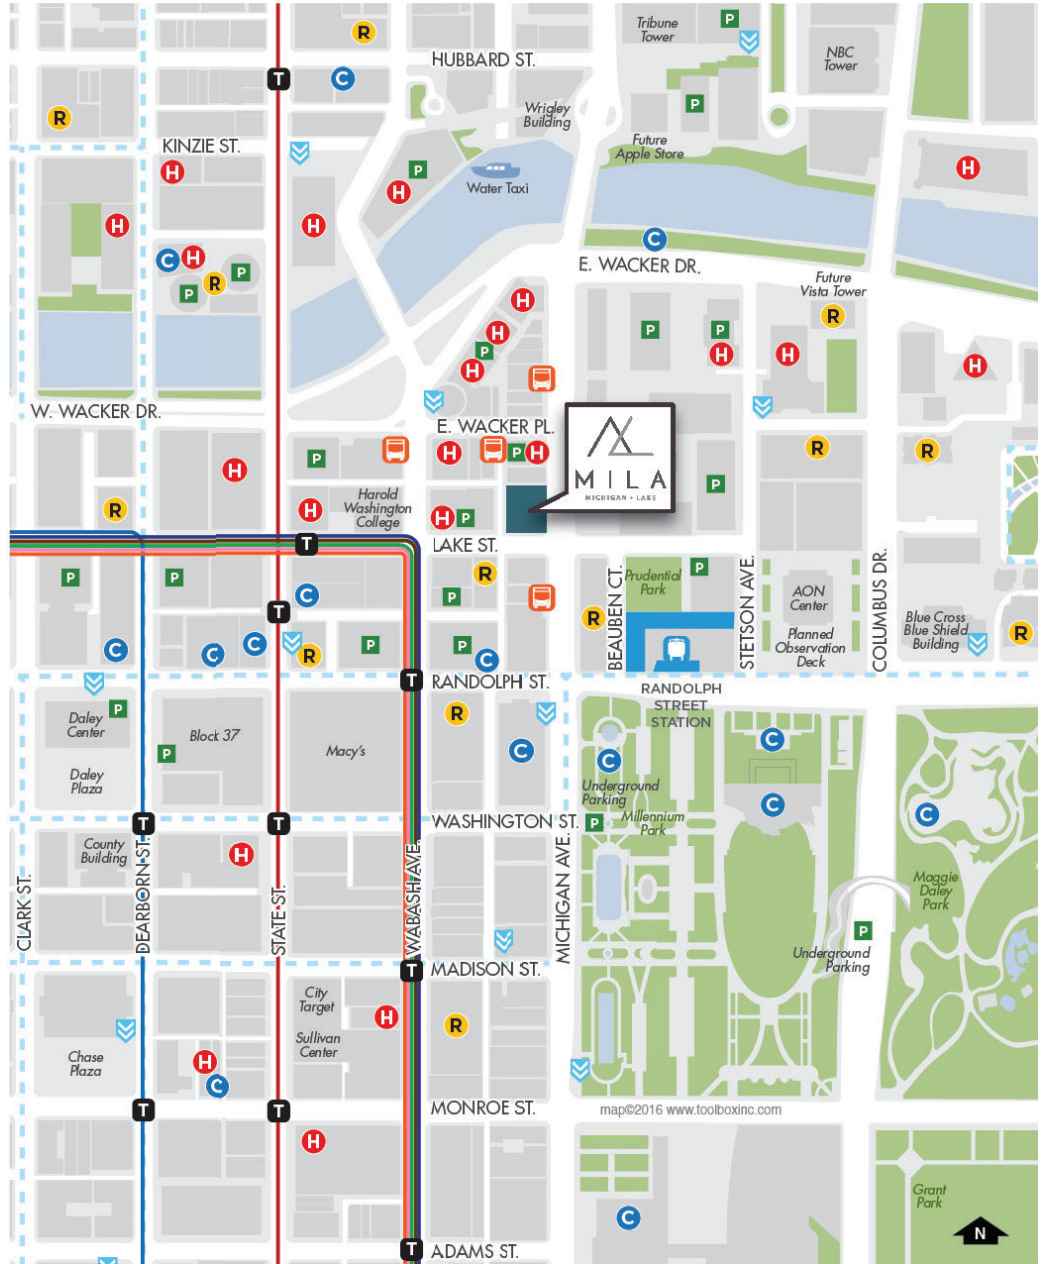 Tribune
Tower
P
R
HUBBARD ST.
NBC
Tower
T
C
P
Wrigley
Building
R
KINZIE ST.
Future
Apple Store
H
P
H
H
Water Taxi
H
H
C
C
H
P
R
P
E. WACKER DR.
Future
Vista Tower
H
R
H
P
P
P
H
H
H
H
W. WACKER DR.
E. WACKER PL.
MILA
MICHIGAN + LAKE
H
P
H
P
H
R
R
P
Harold
Washington
College
R
H
H
P
LAKE ST.
T
P
P
C
P
R
Prudential
Park
P
AON
Center
Planned
Observation
Deck
BEAUBEN CT.
STETSON AVE.
COLUMBUS DR.
T
R
Blue Cross
Blue Shield
Building
R
C
C
C
R
P
P
C
T
RANDOLPH ST.
RANDOLPH
STREET
STATION
Daley
Center
P
Block 37
P
Macy's
R
C
C
C
Daley
Plaza
Underground
Parking
C
C
T
T
WASHINGTON ST.
P
Millennium
Park
County
Building
H
CLARK ST.
DEARBORN ST.
STATE ST.
WABASH AVE.
MICHIGAN AVE.
Maggie
Daley
Park
P
Underground
Parking
T
MADISON ST.
City
Target
H
R
Sullivan
Center
Chase
Plaza
H
C
T
T
MONROE ST.
map©2016 www.toolboxinc.com
H
Grant
Park
C
N
T
ADAMS ST.